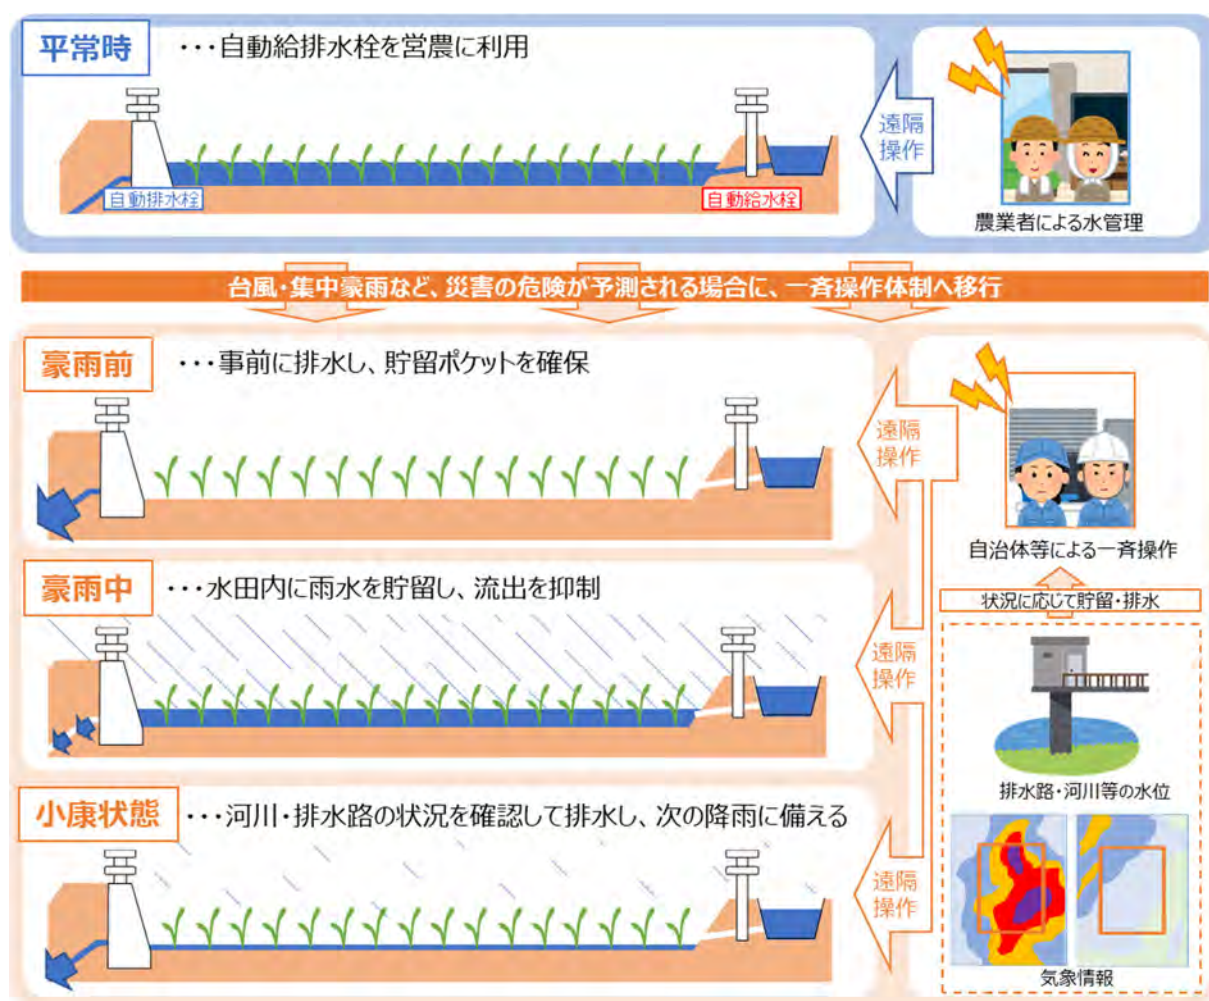 平常時
・・・自動給排水栓を営農に利用
自動排水栓
自動給水栓
遠隔
操作
農業者による水管理
台風・集中豪雨など、災害の危険が予測される場合に、一斉操作体制へ移行
豪雨前
・・・事前に排水し、貯留ポケットを確保
遠隔
操作
自治体等による一斉操作
状況に応じて貯留・排水
豪雨中
・・・水田内に雨水を貯留し、流出を抑制
遠隔
操作
排水路・河川等の水位
小康状態
・・・河川・排水路の状況を確認して排水し、次の降雨に備える
遠隔
操作
気象情報